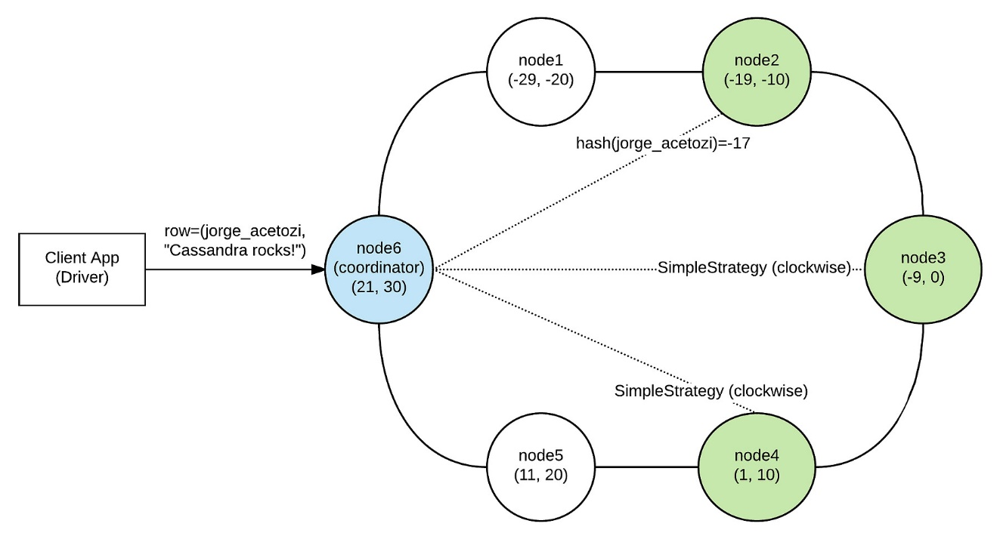 node1
(-29, -20)
node2
(-19, -10)
hash(jorge_acetozi)=-17
row=(jorge_acetozi,
"Cassandra rocks!")
Client App
(Driver)
node6
(coordinator)
(21, 30)
SimpleStrategy (clockwise)
node3
(-9, 0)
SimpleStrategy (clockwise)
node5
(11, 20)
node4
(1, 10)